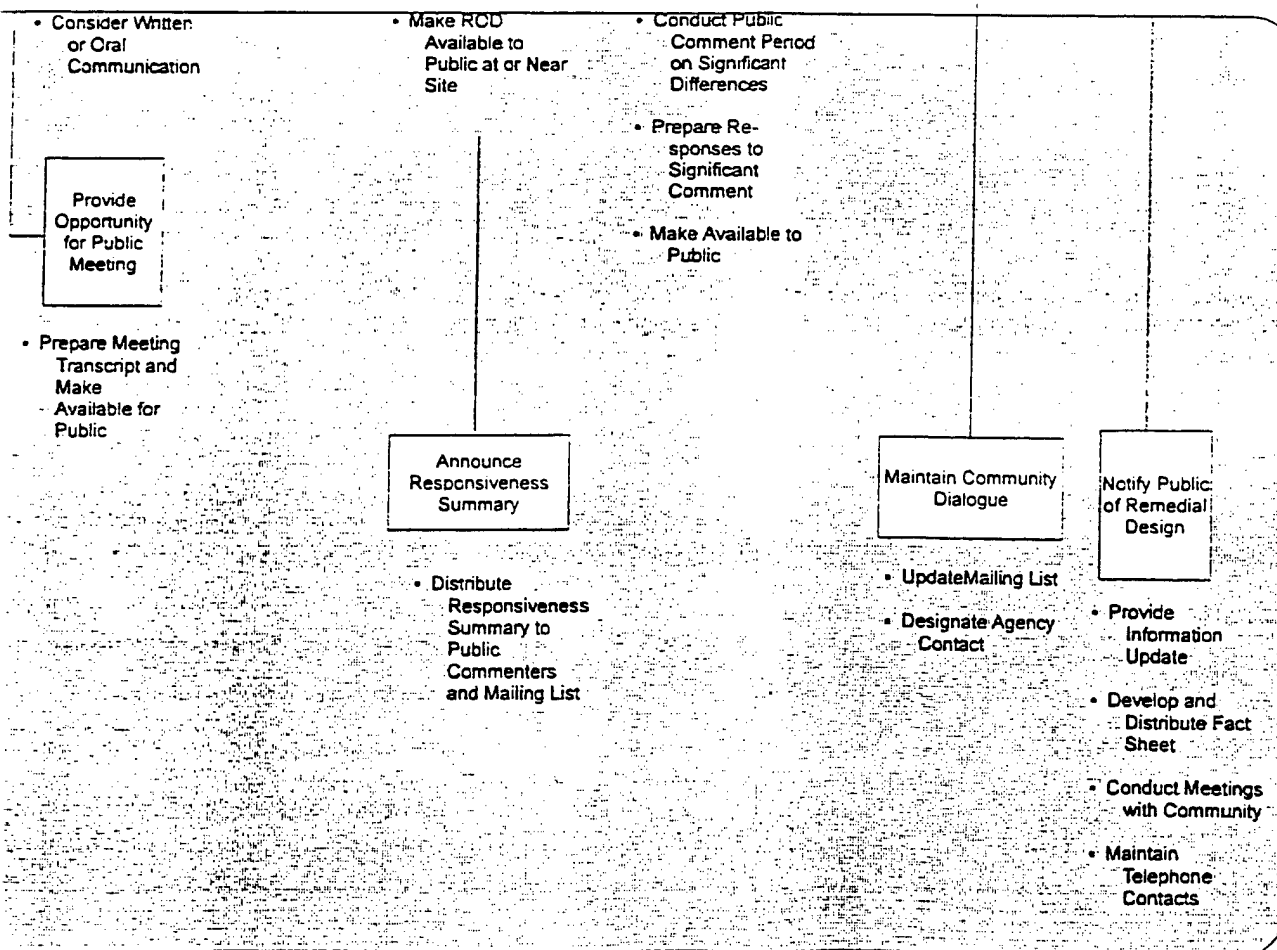 • Consider Written
or Oral
Communication
Provide
Opportunity
for Public
Meeting
• Prepare Meeting
Transcript and
Make
Available for
Public
• Make ROD
Available to
Public at or Near
Site
Announce
Responsiveness
Summary
• Distribute
Responsiveness
Summary to
Public
Commenters
and Mailing List
• Conduct Public
Comment Period
on Significant
Differences
• Prepare Re-
sponses to
Significant
Comment
• Make Available to
Public
Maintain Community
Dialogue
• UpdateMailing List
• Designate Agency
Contact
Notify Public
of Remedial
Design
• Provide
Information
Update
• Develop and
Distribute Fact
Sheet
• Conduct Meetings
with Community
• Maintain
Telephone
Contacts